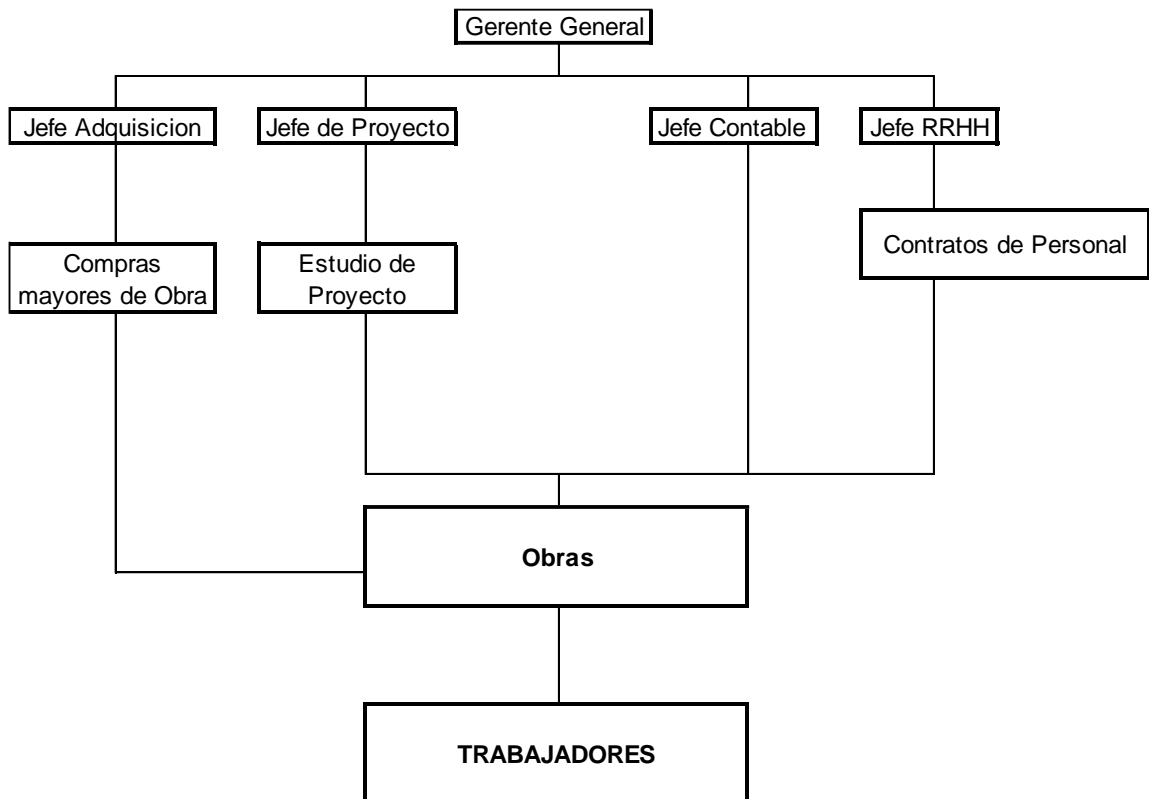 Gerente General
Jefe Adquisicion
Jefe de Proyecto
Jefe Contable
Jefe RRHH
Compras
mayores de Obra
Estudio de
Proyecto
Contratos de Personal
Obras
TRABAJADORES